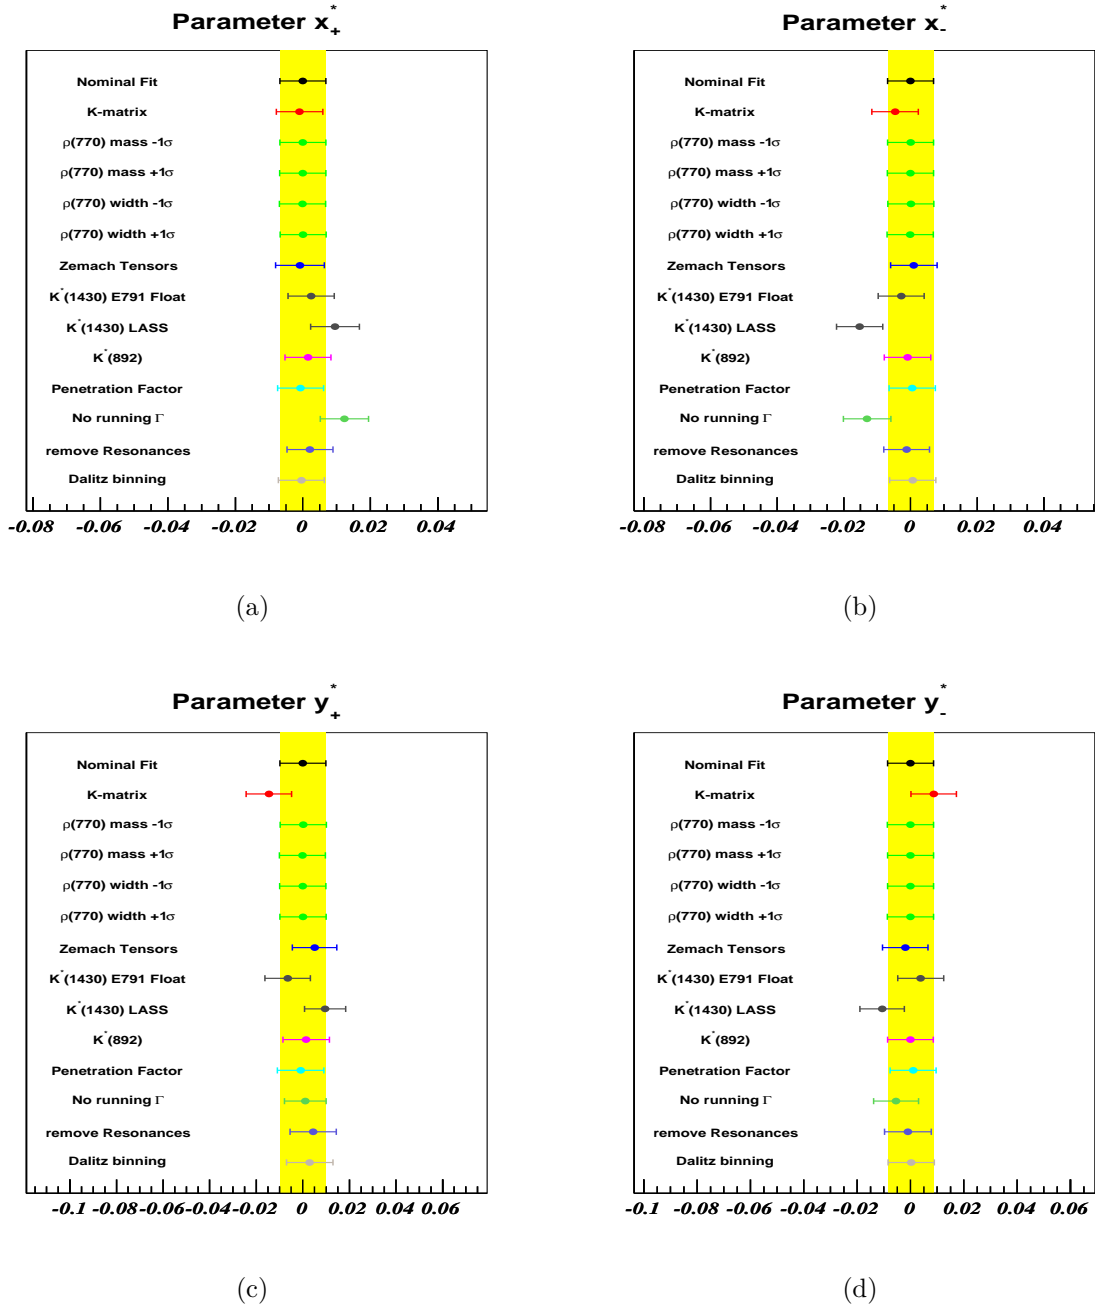 Parameter x₊*
Nominal Fit
K-matrix
ρ(770) mass -1σ
ρ(770) mass +1σ
ρ(770) width -1σ
ρ(770) width +1σ
Zemach Tensors
K*(1430) E791 Float
K*(1430) LASS
K*(892)
Penetration Factor
No running Γ
remove Resonances
Dalitz binning
-0.08 -0.06 -0.04 -0.02 0 0.02 0.04
(a)
Parameter x₋*
Nominal Fit
K-matrix
ρ(770) mass -1σ
ρ(770) mass +1σ
ρ(770) width -1σ
ρ(770) width +1σ
Zemach Tensors
K*(1430) E791 Float
K*(1430) LASS
K*(892)
Penetration Factor
No running Γ
remove Resonances
Dalitz binning
-0.08 -0.06 -0.04 -0.02 0 0.02 0.04
(b)
Parameter y₊*
Nominal Fit
K-matrix
ρ(770) mass -1σ
ρ(770) mass +1σ
ρ(770) width -1σ
ρ(770) width +1σ
Zemach Tensors
K*(1430) E791 Float
K*(1430) LASS
K*(892)
Penetration Factor
No running Γ
remove Resonances
Dalitz binning
-0.1 -0.08 -0.06 -0.04 -0.02 0 0.02 0.04 0.06
(c)
Parameter y₋*
Nominal Fit
K-matrix
ρ(770) mass -1σ
ρ(770) mass +1σ
ρ(770) width -1σ
ρ(770) width +1σ
Zemach Tensors
K*(1430) E791 Float
K*(1430) LASS
K*(892)
Penetration Factor
No running Γ
remove Resonances
Dalitz binning
-0.1 -0.08 -0.06 -0.04 -0.02 0 0.02 0.04 0.06
(d)